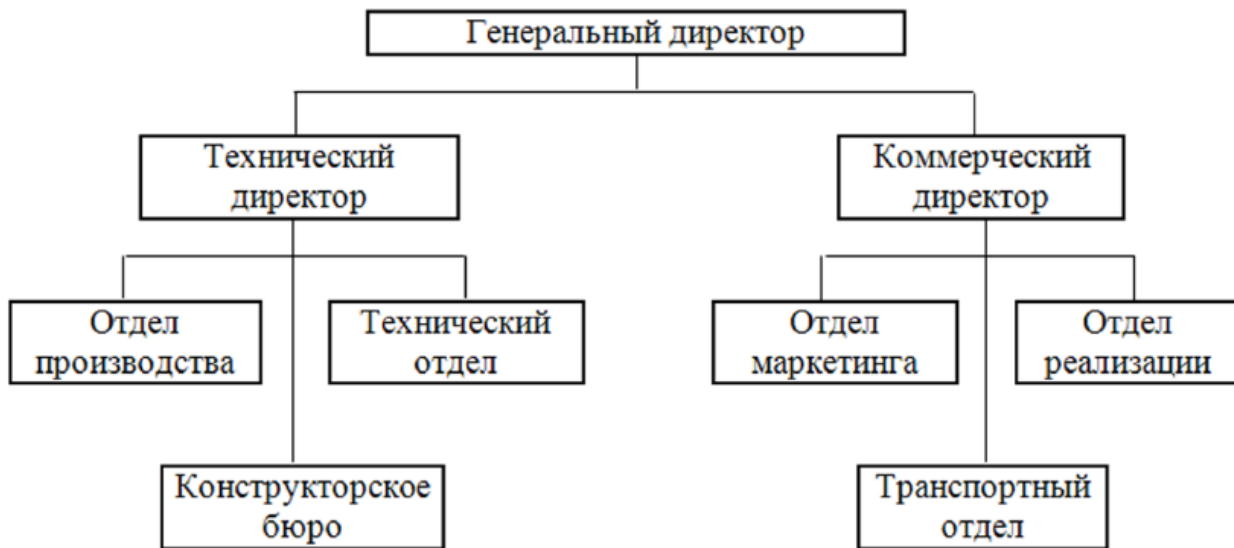 Генеральный директор
Технический
директор
Коммерческий
директор
Отдел
производства
Технический
отдел
Отдел
маркетинга
Отдел
реализации
Конструкторское
бюро
Транспортный
отдел